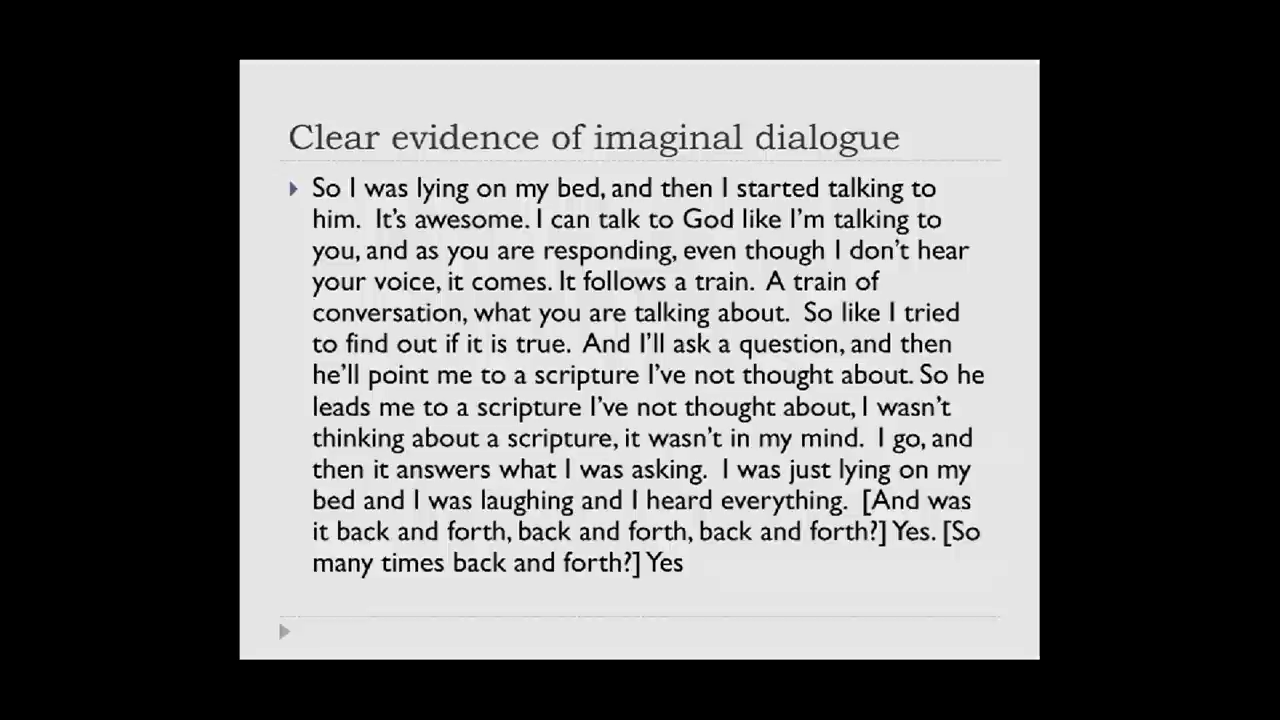 Clear evidence of imaginal dialogue
So I was lying on my bed, and then I started talking to
him.  It's awesome. I can talk to God like I'm talking to
you, and as you are responding, even though I don't hear
your voice, it comes. It follows a train.  A train of
conversation, what you are talking about.  So like I tried
to find out if it is true.  And I'll ask a question, and then
he'll point me to a scripture I've not thought about. So he
leads me to a scripture I've not thought about, I wasn't
thinking about a scripture, it wasn't in my mind.  I go, and
then it answers what I was asking.  I was just lying on my
bed and I was laughing and I heard everything.  [And was
it back and forth, back and forth, back and forth?] Yes. [So
many times back and forth?] Yes